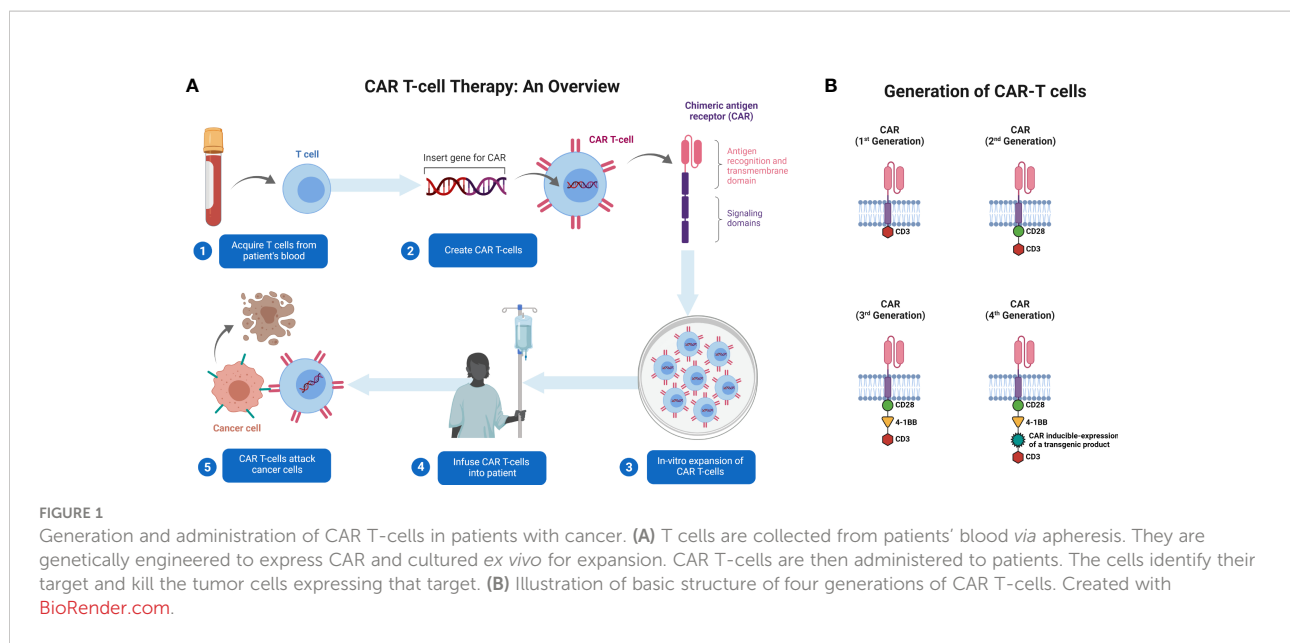 A
CAR T-cell Therapy: An Overview
T cell
Insert gene for CAR
CAR T-cell
Chimeric antigen
receptor (CAR)
Antigen
recognition and
transmembrane
domain
Signaling
domains
1
Acquire T cells from
patient's blood
2
Create CAR T-cells
Cancer cell
5
CAR T-cells attack
cancer cells
4
Infuse CAR T-cells
into patient
3
In-vitro expansion of
CAR T-cells
B
Generation of CAR-T cells
CAR
(1st Generation)
CD3
CAR
(2nd Generation)
CD28
CD3
CAR
(3rd Generation)
CD28
4-1BB
CD3
CAR
(4th Generation)
CD28
4-1BB
CAR inducible-expression
of a transgenic product
CD3
FIGURE 1
Generation and administration of CAR T-cells in patients with cancer. (A) T cells are collected from patients' blood via apheresis. They are
genetically engineered to express CAR and cultured ex vivo for expansion. CAR T-cells are then administered to patients. The cells identify their
target and kill the tumor cells expressing that target. (B) Illustration of basic structure of four generations of CAR T-cells. Created with
BioRender.com.